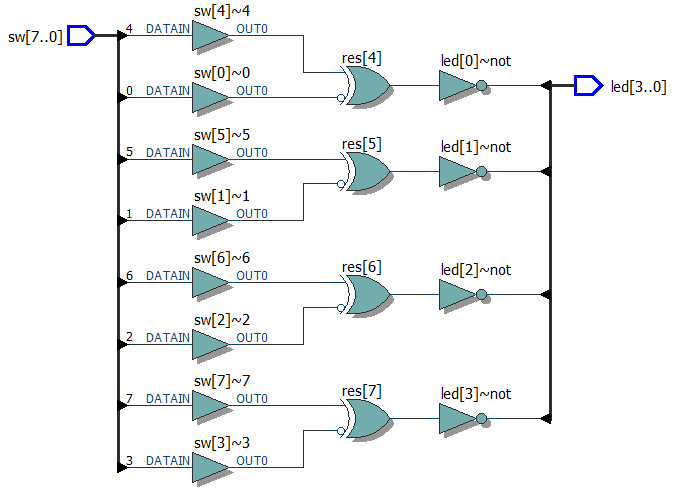 sw[7..0]
sw[4]~4
4 DATAIN OUT0
sw[0]~0
0 DATAIN OUT0
res[4]
led[0]~not
led[3..0]
sw[5]~5
5 DATAIN OUT0
sw[1]~1
1 DATAIN OUT0
res[5]
led[1]~not
sw[6]~6
6 DATAIN OUT0
sw[2]~2
2 DATAIN OUT0
res[6]
led[2]~not
sw[7]~7
7 DATAIN OUT0
sw[3]~3
3 DATAIN OUT0
res[7]
led[3]~not